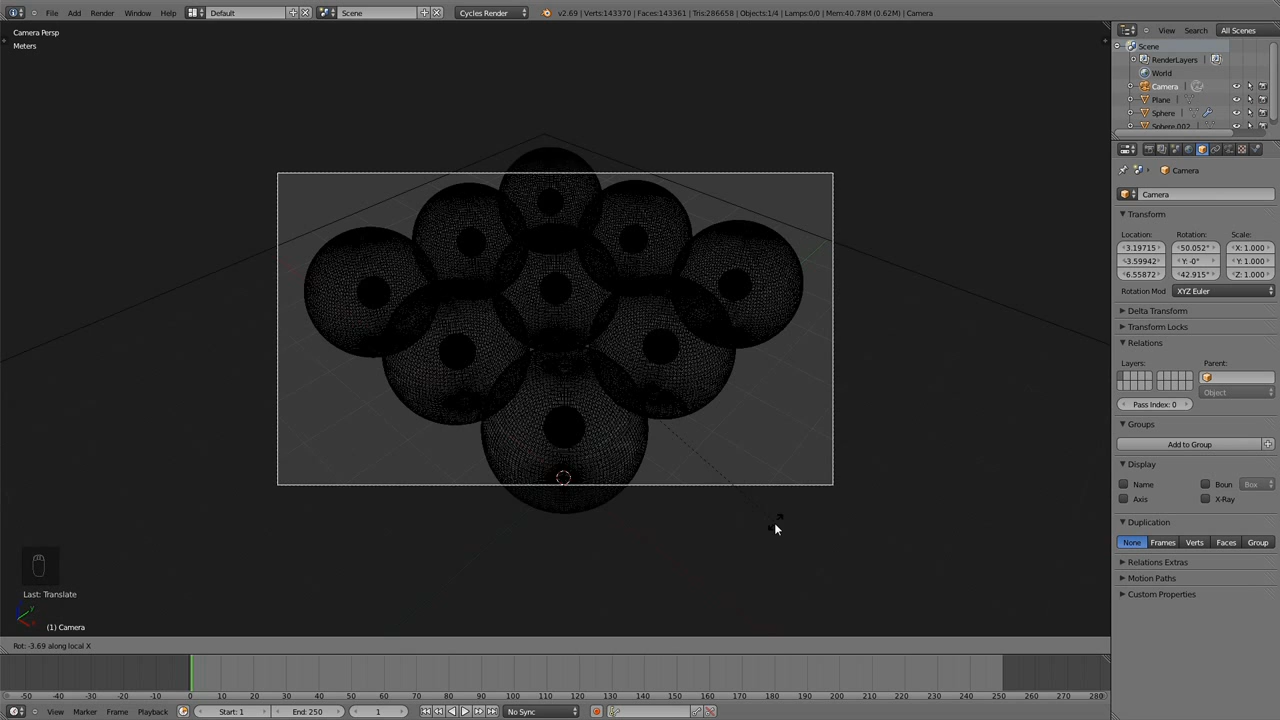 File Add Render Window Help Default Scene Cycles Render v2.69 | Verts:143370 | Faces:143361 | Tris:286658 | Objects:1/4 | Lamps:0/0 | Mem:40.78M (0.62M) | Camera
Camera Persp
Meters
View Search All Scenes
Scene
RenderLayers
World
Camera
Plane
Sphere
Sphere.002
Camera
Camera
Transform
Location: Rotation: Scale:
3.19715 50.052° X: 1.000
-3.59942 Y: -0° Y: 1.000
6.55872 42.915° Z: 1.000
Rotation Mod XYZ Euler
Delta Transform
Transform Locks
Relations
Layers: Parent:
Object
Pass Index: 0
Groups
Add to Group
Display
Name Boun Box
Axis X-Ray
Duplication
None Frames Verts Faces Group
Relations Extras
Motion Paths
Custom Properties
Last: Translate
(1) Camera
Rot: -3.69 along local X
-50 -40 -30 -20 -10 0 10 20 30 40 50 60 70 80 90 100 110 120 130 140 150 160 170 180 190 200 210 220 230 240 250 260 270 280
View Marker Frame Playback Start: 1 End: 250 1 No Sync